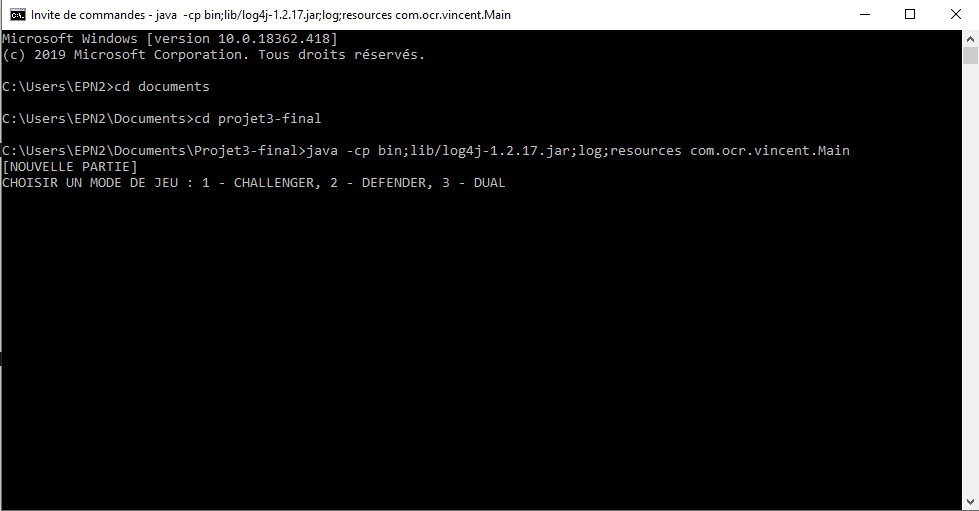 Invite de commandes - java  -cp bin;lib/log4j-1.2.17.jar;log;resources com.ocr.vincent.Main
Microsoft Windows [version 10.0.18362.418]
(c) 2019 Microsoft Corporation. Tous droits réservés.
C:\Users\EPN2>cd documents
C:\Users\EPN2\Documents>cd projet3-final
C:\Users\EPN2\Documents\Projet3-final>java -cp bin;lib/log4j-1.2.17.jar;log;resources com.ocr.vincent.Main
[NOUVELLE PARTIE]
CHOISIR UN MODE DE JEU : 1 - CHALLENGER, 2 - DEFENDER, 3 - DUAL